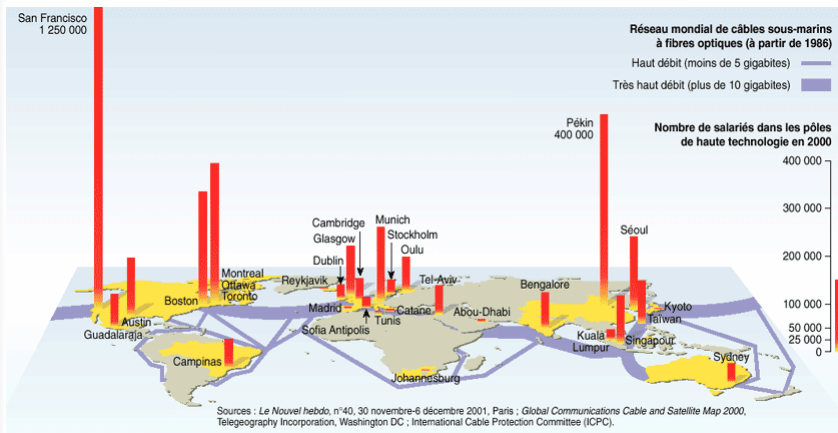 San Francisco
1 250 000
Réseau mondial de câbles sous-marins
à fibres optiques (à partir de 1986)
Haut débit (moins de 5 gigabites)
Très haut débit (plus de 10 gigabites)
Pékin
400 000
Nombre de salariés dans les pôles
de haute technologie en 2000
400 000
300 000
200 000
100 000
50 000
25 000
0
Cambridge
Munich
Glasgow
Stockholm
Dublin
Oulu
Séoul
Montreal
Ottawa
Toronto
Reykjavik
Tel-Aviv
Bengalore
Boston
Madrid
Catane
Abou-Dhabi
Kyoto
Austin
Sofia Antipolis
Tunis
Taïwan
Guadalaraja
Kuala
Lumpur
Singapour
Campinas
Sydney
Johannesburg
Sources : Le Nouvel hebdo, n°40, 30 novembre-6 décembre 2001, Paris ; Global Communications Cable and Satellite Map 2000,
Telegeography Incorporation, Washington DC ; International Cable Protection Committee (ICPC).